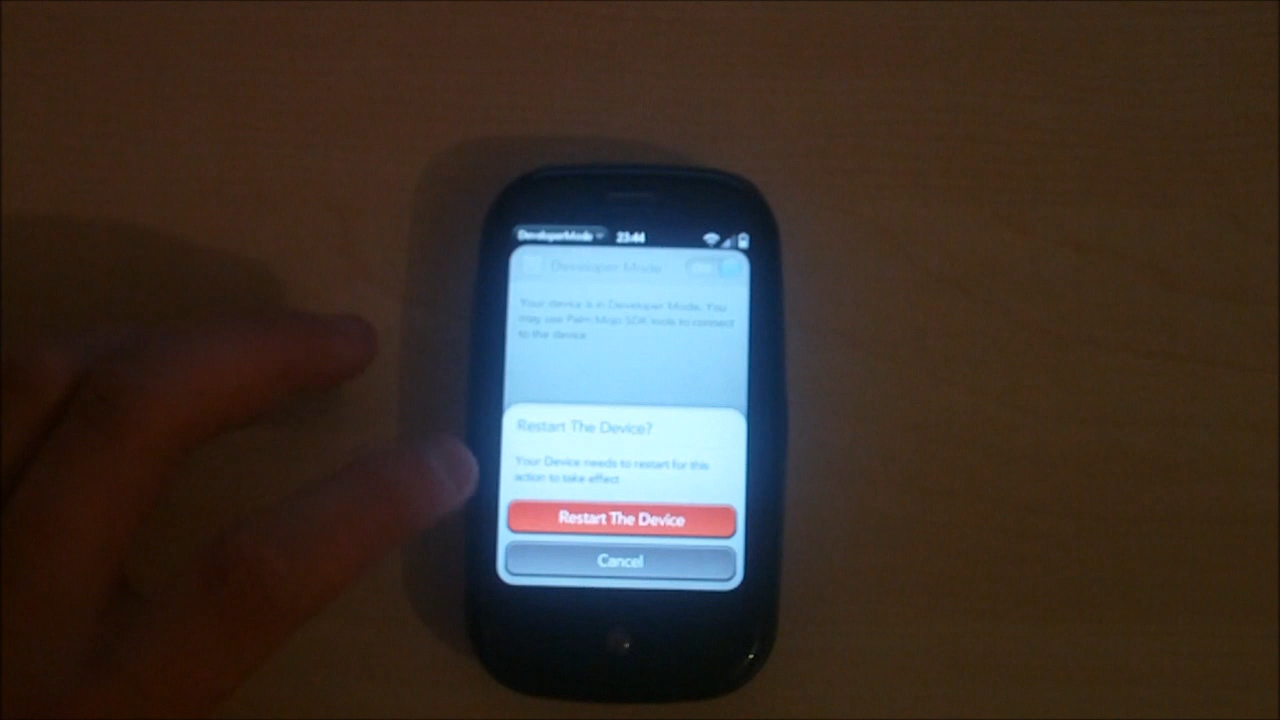 DeveloperMode 23:44
Developer Mode
Your device is in Developer Mode. You
may use Palm Mojo SDK tools to connect
to the device
Restart The Device?
Your Device needs to restart for this
action to take effect
Restart The Device
Cancel